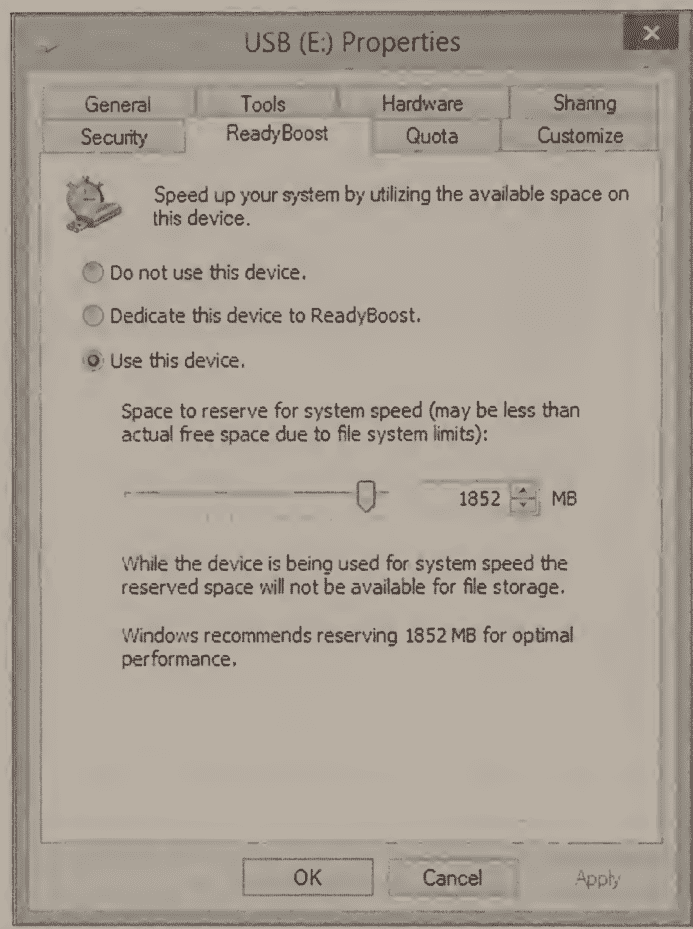 USB (E:) Properties
General Tools Hardware Sharing
Security ReadyBoost Quota Customize
Speed up your system by utilizing the available space on
this device.
Do not use this device.
Dedicate this device to ReadyBoost.
Use this device.
Space to reserve for system speed (may be less than
actual free space due to file system limits):
1852 MB
While the device is being used for system speed the
reserved space will not be available for file storage.
Windows recommends reserving 1852 MB for optimal
performance.
OK Cancel Apply